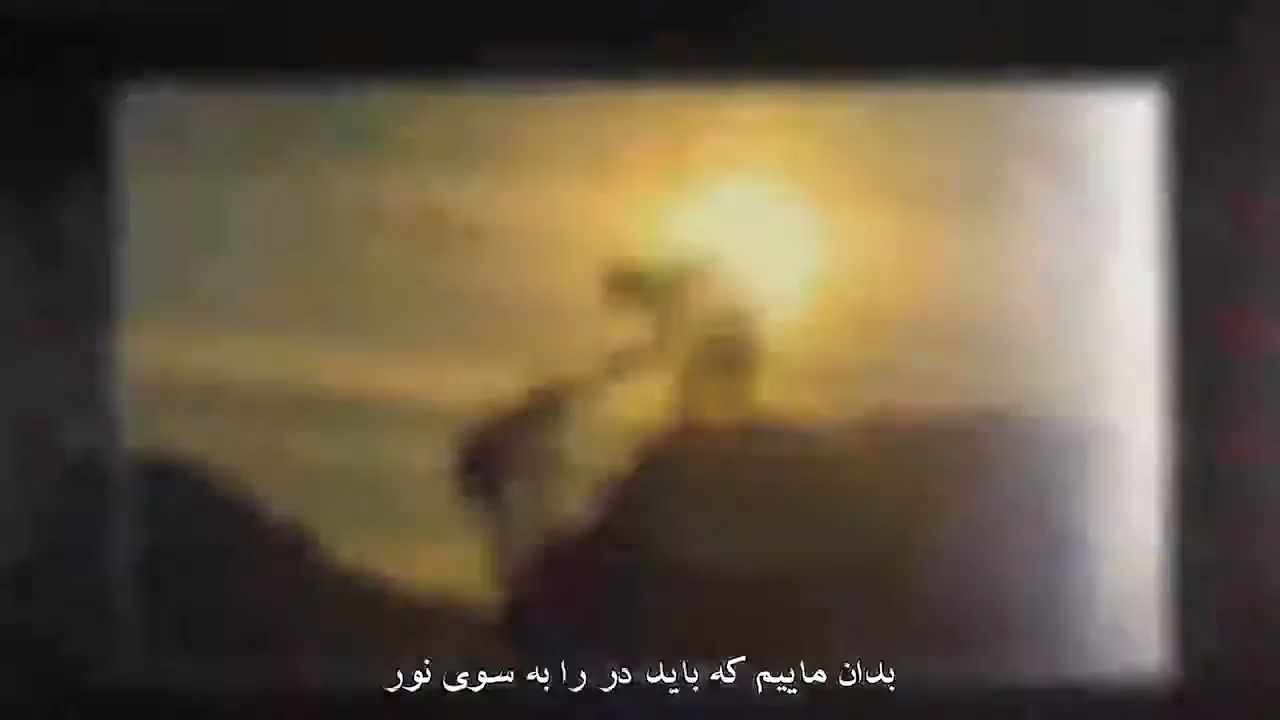 بدان ماییم که باید در را به سوی نور